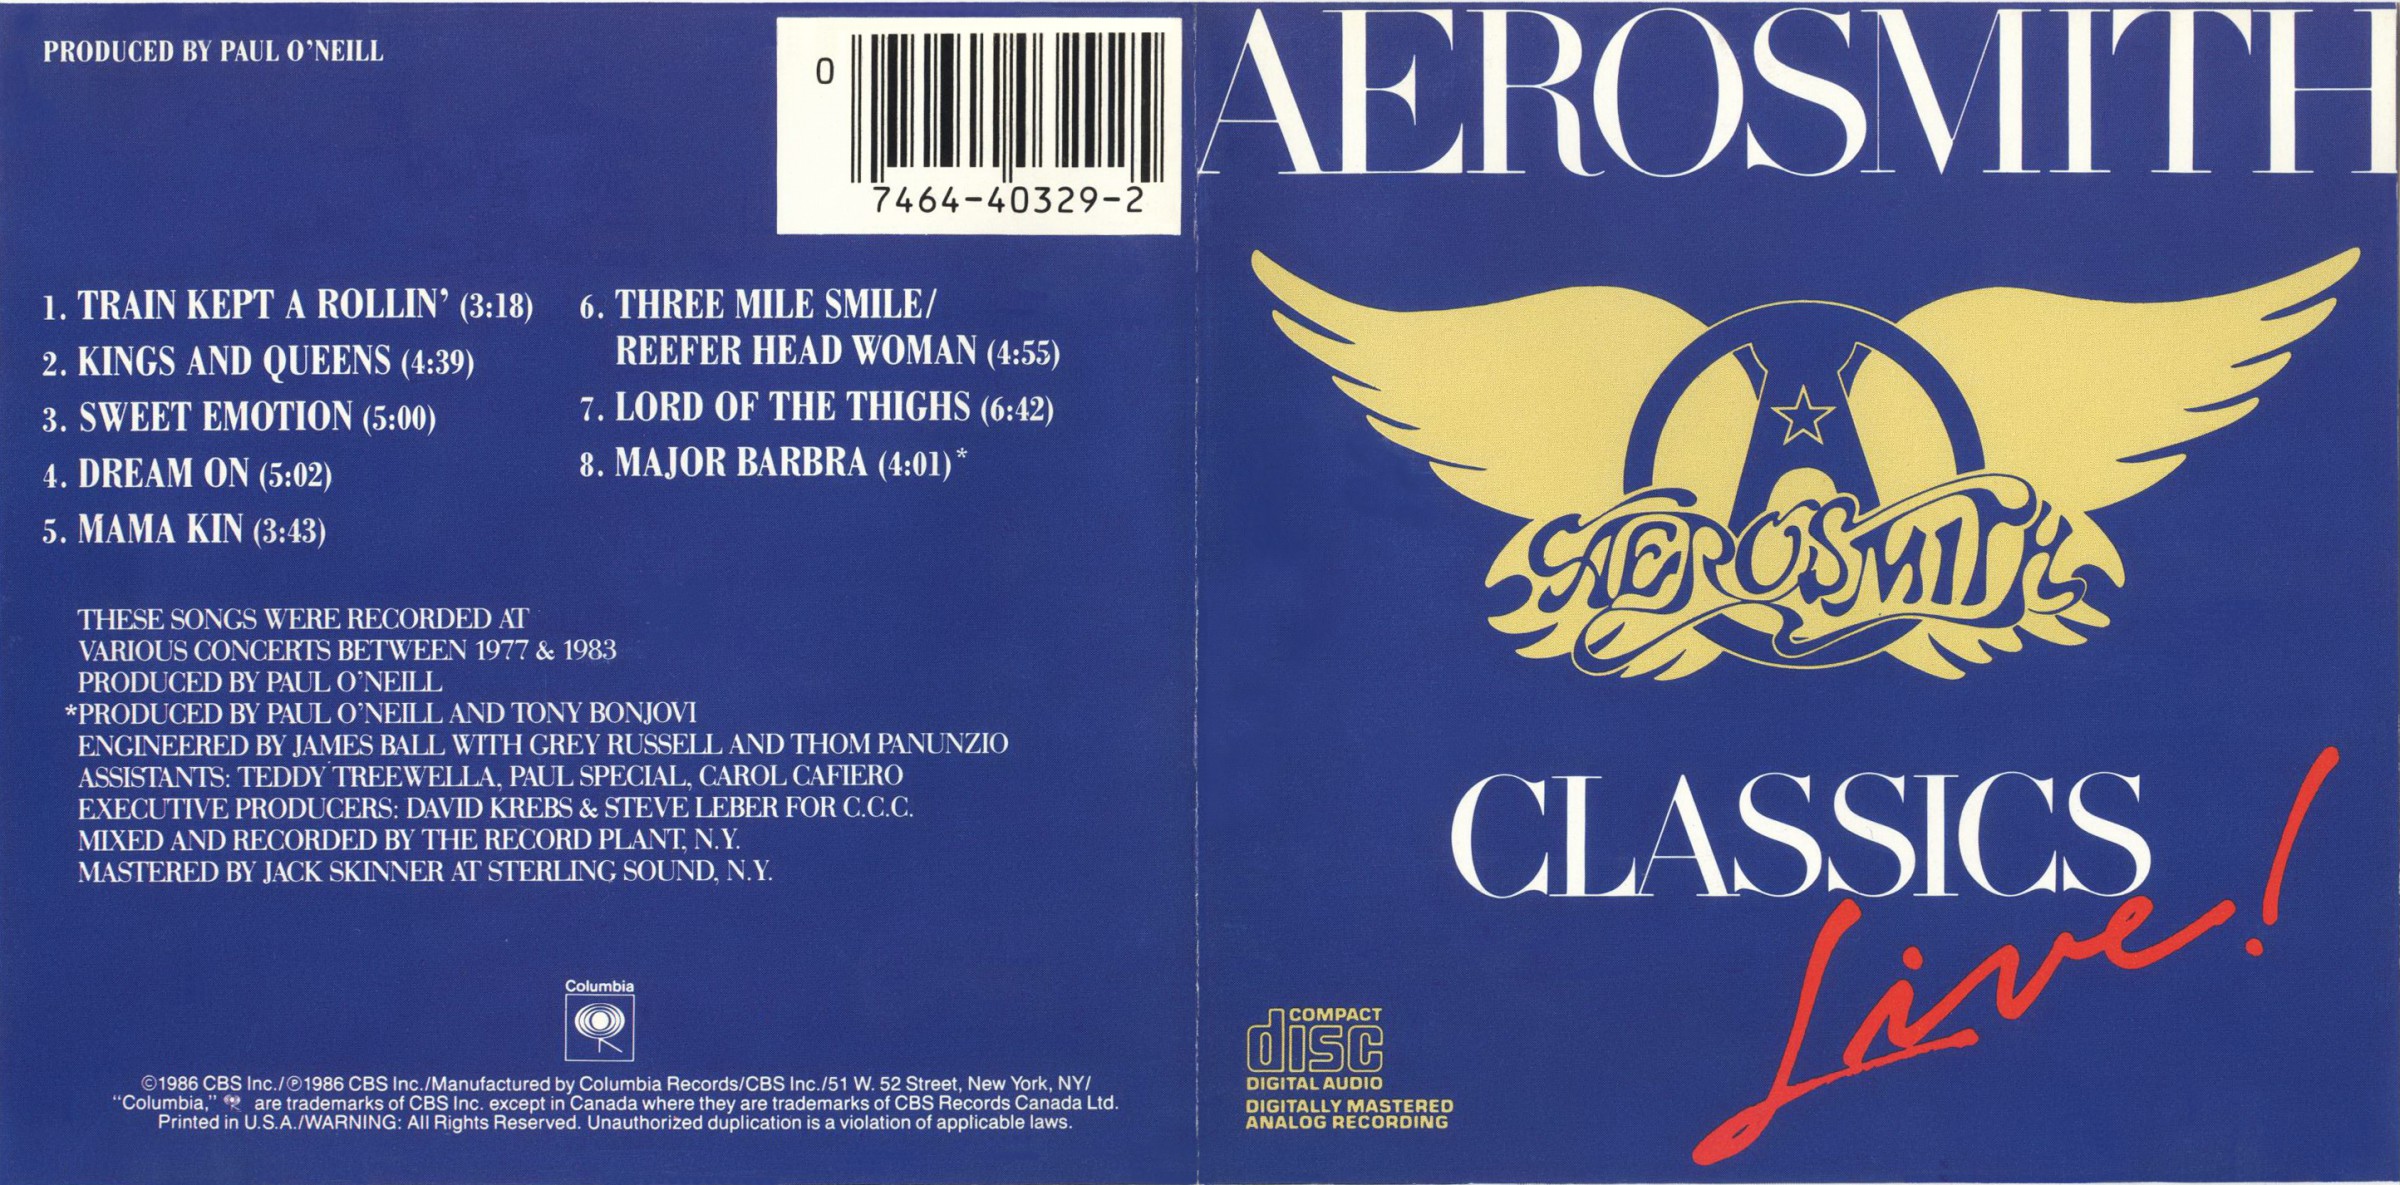 PRODUCED BY PAUL O'NEILL
0
7464-40329-2
1. TRAIN KEPT A ROLLIN' (3:18)
2. KINGS AND QUEENS (4:39)
3. SWEET EMOTION (5:00)
4. DREAM ON (5:02)
5. MAMA KIN (3:43)
6. THREE MILE SMILE/
REEFER HEAD WOMAN (4:55)
7. LORD OF THE THIGHS (6:42)
8. MAJOR BARBRA (4:01)*
THESE SONGS WERE RECORDED AT
VARIOUS CONCERTS BETWEEN 1977 & 1983
PRODUCED BY PAUL O'NEILL
*PRODUCED BY PAUL O'NEILL AND TONY BONJOVI
ENGINEERED BY JAMES BALL WITH GREY RUSSELL AND THOM PANUNZIO
ASSISTANTS: TEDDY TREEWELLA, PAUL SPECIAL, CAROL CAFIERO
EXECUTIVE PRODUCERS: DAVID KREBS & STEVE LEBER FOR C.C.C.
MIXED AND RECORDED BY THE RECORD PLANT, N.Y.
MASTERED BY JACK SKINNER AT STERLING SOUND, N.Y.
Columbia
©1986 CBS Inc./℗1986 CBS Inc./Manufactured by Columbia Records/CBS Inc./51 W. 52 Street, New York, NY/
"Columbia," are trademarks of CBS Inc. except in Canada where they are trademarks of CBS Records Canada Ltd.
Printed in U.S.A./WARNING: All Rights Reserved. Unauthorized duplication is a violation of applicable laws.
AEROSMITH
A
AEROSMITH
CLASSICS
Live!
COMPACT
disc
DIGITAL AUDIO
DIGITALLY MASTERED
ANALOG RECORDING